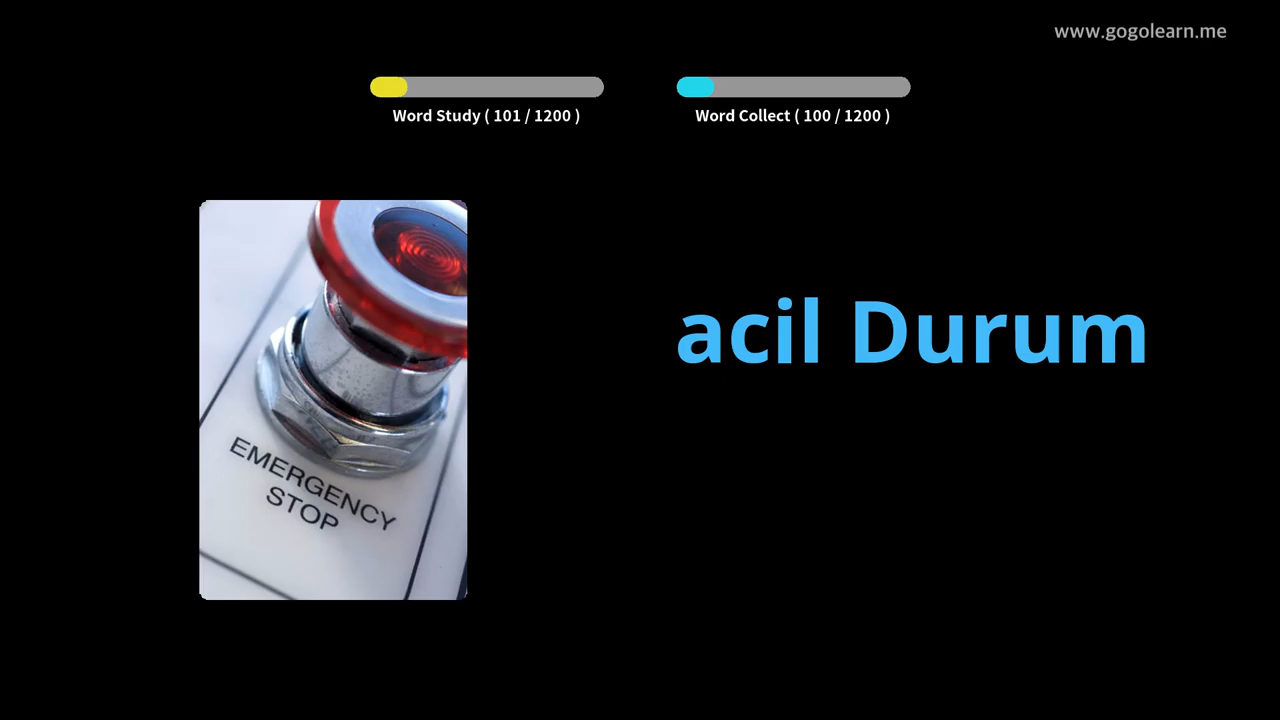 www.gogolearn.me
Word Study ( 101 / 1200 )
Word Collect ( 100 / 1200 )
acil Durum
EMERGENCY
STOP